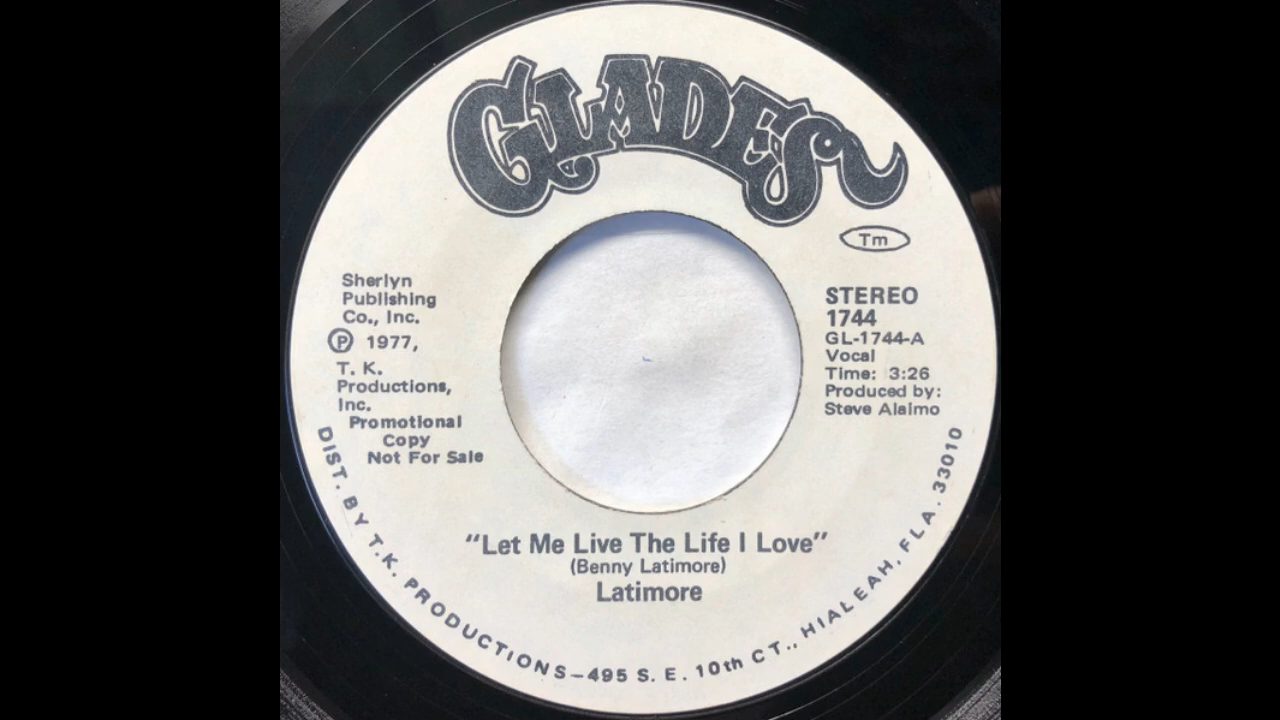 GLADES
Tm
Sherlyn
Publishing
Co., Inc.
Ⓟ 1977,
T. K.
Productions,
Inc.
Promotional
Copy
Not For Sale
STEREO
1744
GL-1744-A
Vocal
Time: 3:26
Produced by:
Steve Alaimo
"Let Me Live The Life I Love"
(Benny Latimore)
Latimore
DIST. BY T.K. PRODUCTIONS—495 S. E. 10th CT., HIALEAH, FLA. 33010